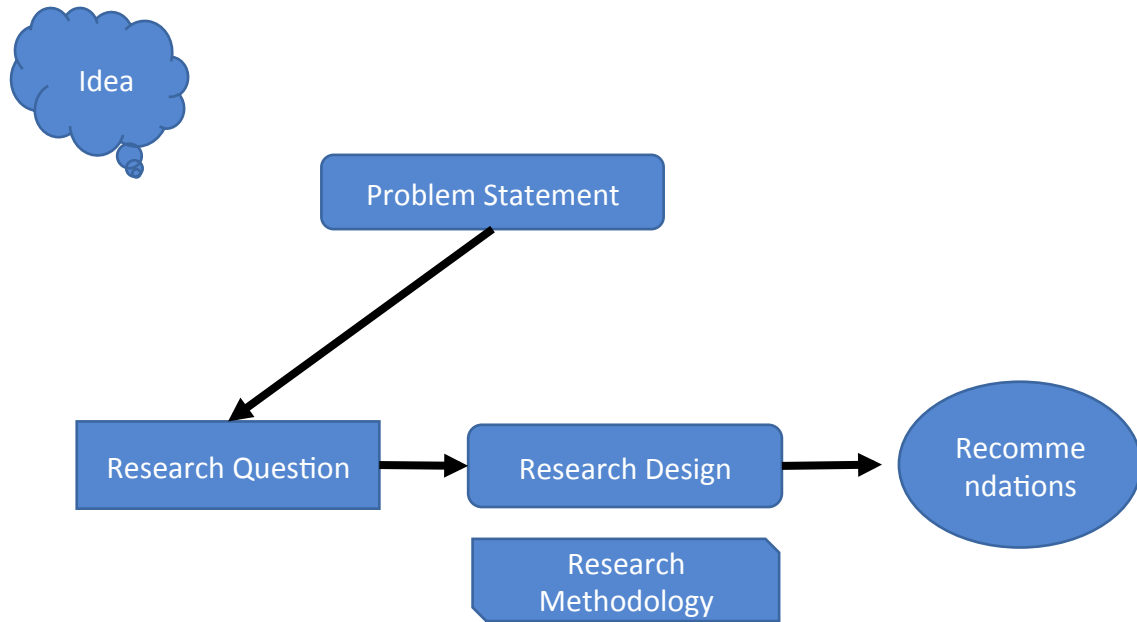 Idea
Problem Statement
Research Question
Research Design
Recomme
ndations
Research
Methodology